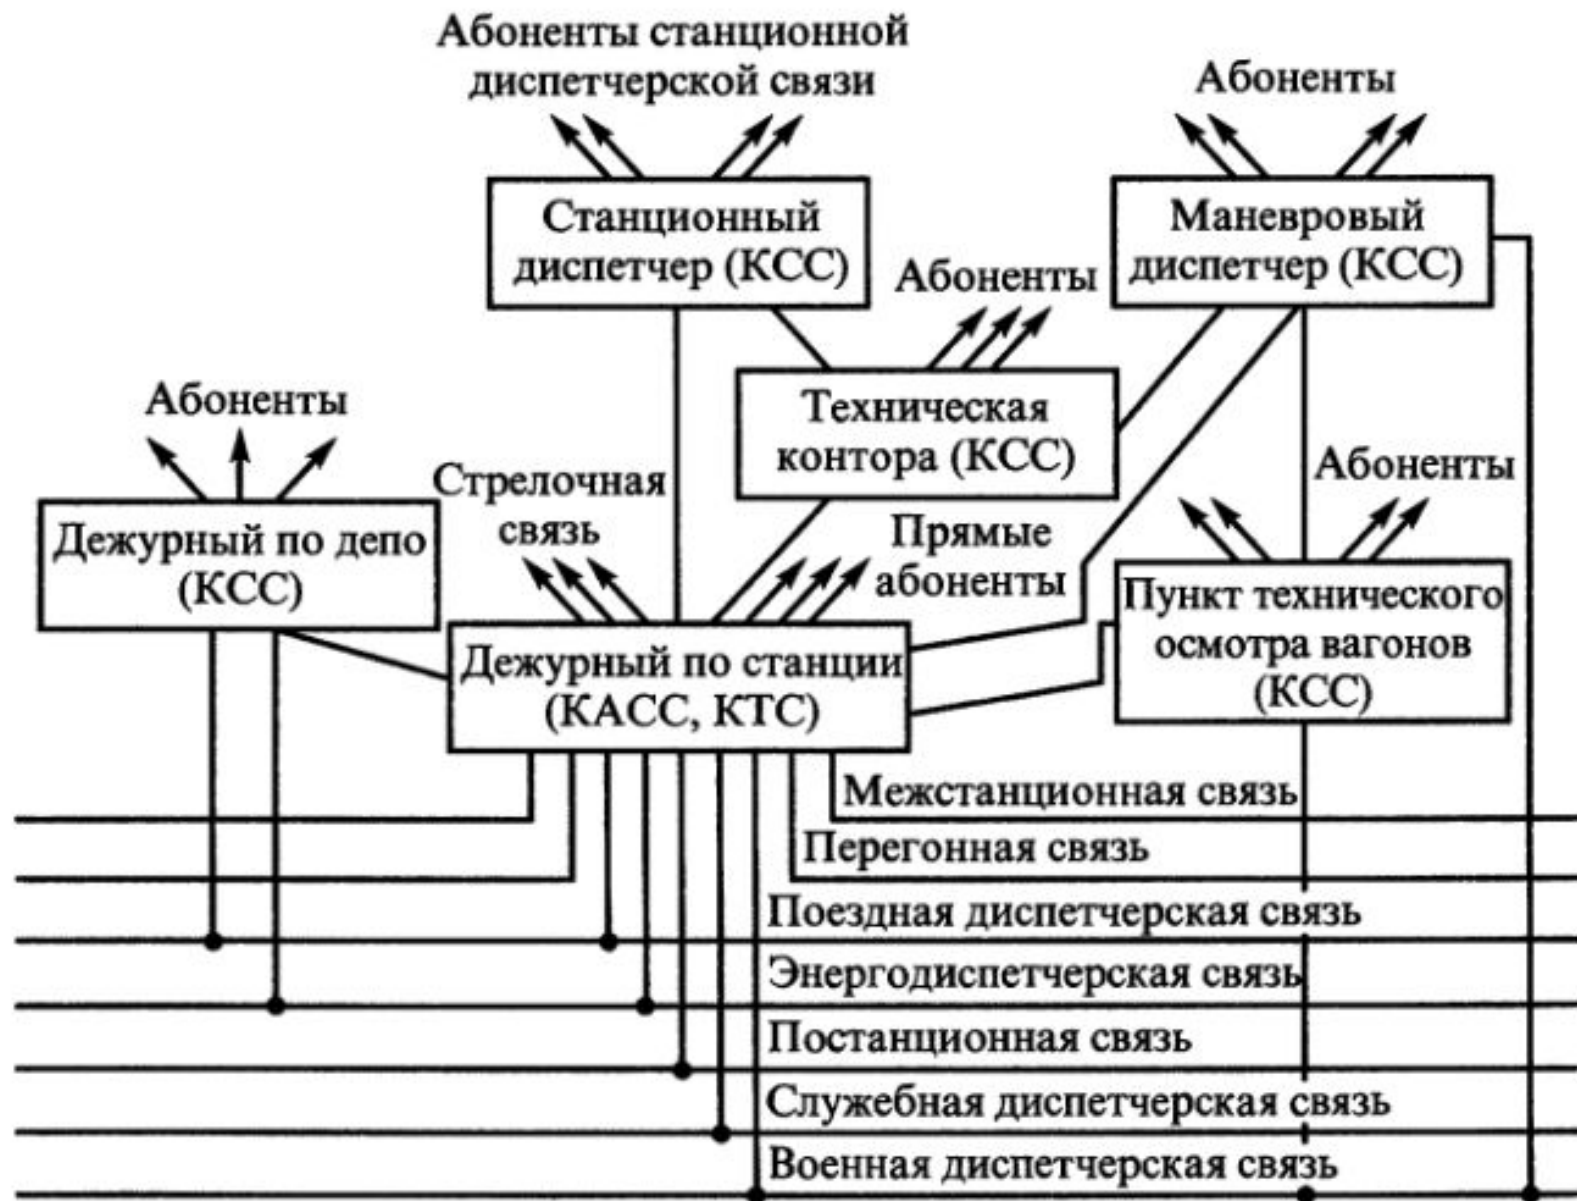 Абоненты станционной
диспетчерской связи
Абоненты
Станционный
диспетчер (КСС)
Маневровый
диспетчер (КСС)
Абоненты
Техническая
контора (КСС)
Абоненты
Стрелочная
связь
Абоненты
Дежурный по депо
(КСС)
Прямые
абоненты
Пункт технического
осмотра вагонов
(КСС)
Дежурный по станции
(КАСС, КТС)
Межстанционная связь
Перегонная связь
Поездная диспетчерская связь
Энергодиспетчерская связь
Постанционная связь
Служебная диспетчерская связь
Военная диспетчерская связь